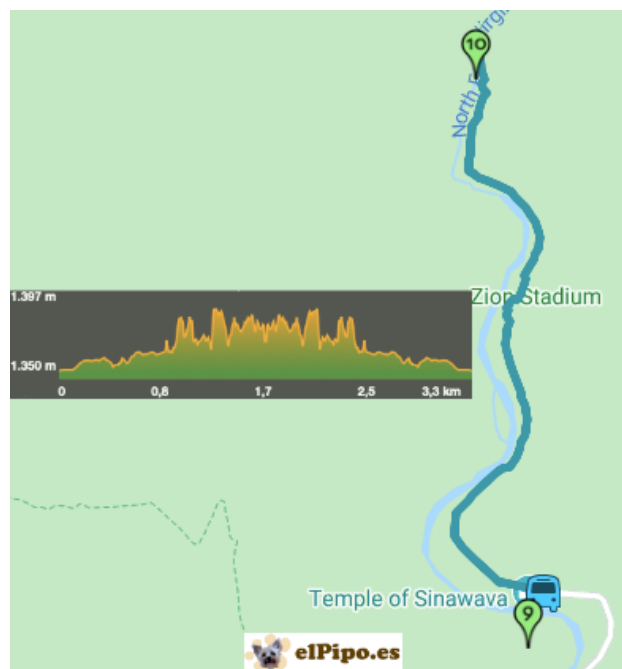 10
North F
Virgi
1.397 m
Zion Stadium
1.350 m
0 0,8 1,7 2,5 3,3 km
Temple of Sinawava
9
elPipo.es